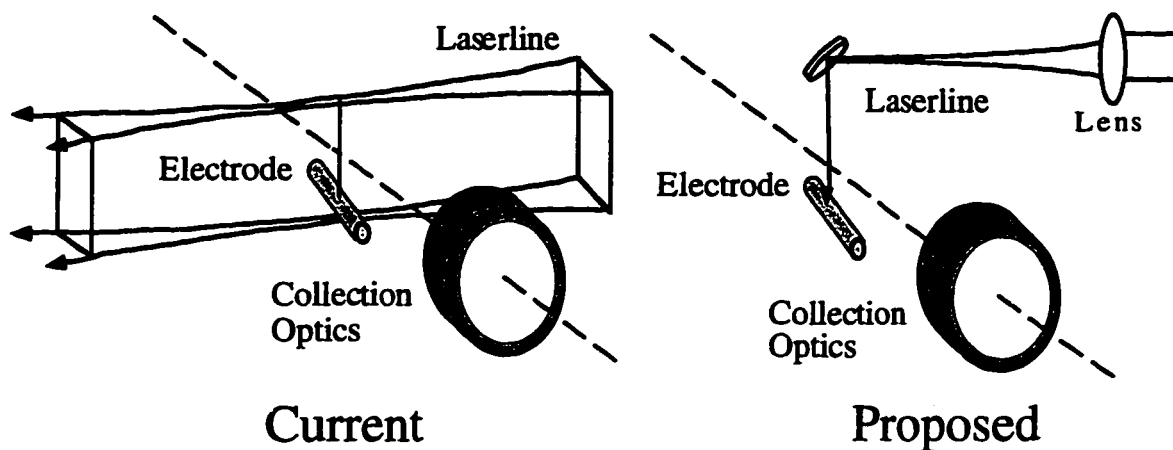 Laserline
Electrode
Collection
Optics
Current
Laserline
Lens
Electrode
Collection
Optics
Proposed